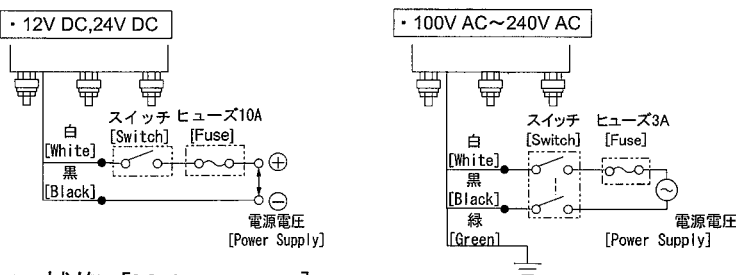 ・12V DC,24V DC
スイッチ ヒューズ10A
[Switch] [Fuse]
白
[White]
黒
[Black]
⊕
⊖
電源電圧
[Power Supply]
・100V AC～240V AC
スイッチ ヒューズ3A
[Switch] [Fuse]
白
[White]
黒
[Black]
緑
[Green]
電源電圧
[Power Supply]